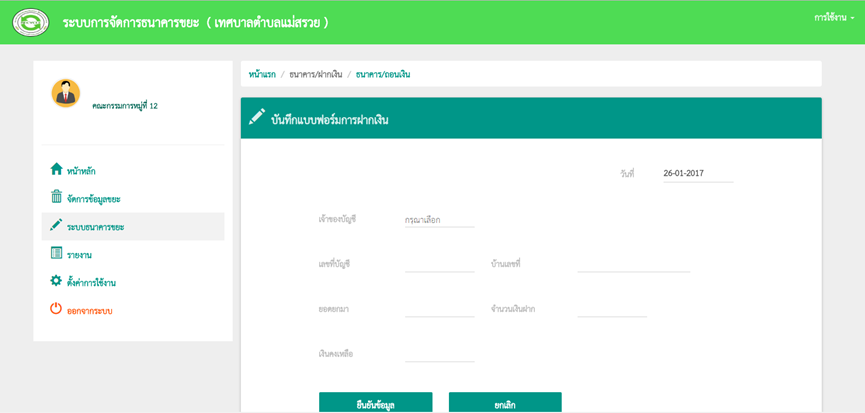 ระบบการจัดการธนาคารขยะ ( เทศบาลตำบลแม่สรวย )
การใช้งาน
คณะกรรมการหมู่ที่ 12
หน้าหลัก
จัดการข้อมูลขยะ
ระบบธนาคารขยะ
รายงาน
ตั้งค่าการใช้งาน
ออกจากระบบ
หน้าแรก / ธนาคาร/ฝากเงิน / ธนาคาร/ถอนเงิน
บันทึกแบบฟอร์มการฝากเงิน
วันที่ 26-01-2017
เจ้าของบัญชี กรุณาเลือก
เลขที่บัญชี บ้านเลขที่
ยอดยกมา จำนวนเงินฝาก
เงินคงเหลือ
ยืนยันข้อมูล ยกเลิก